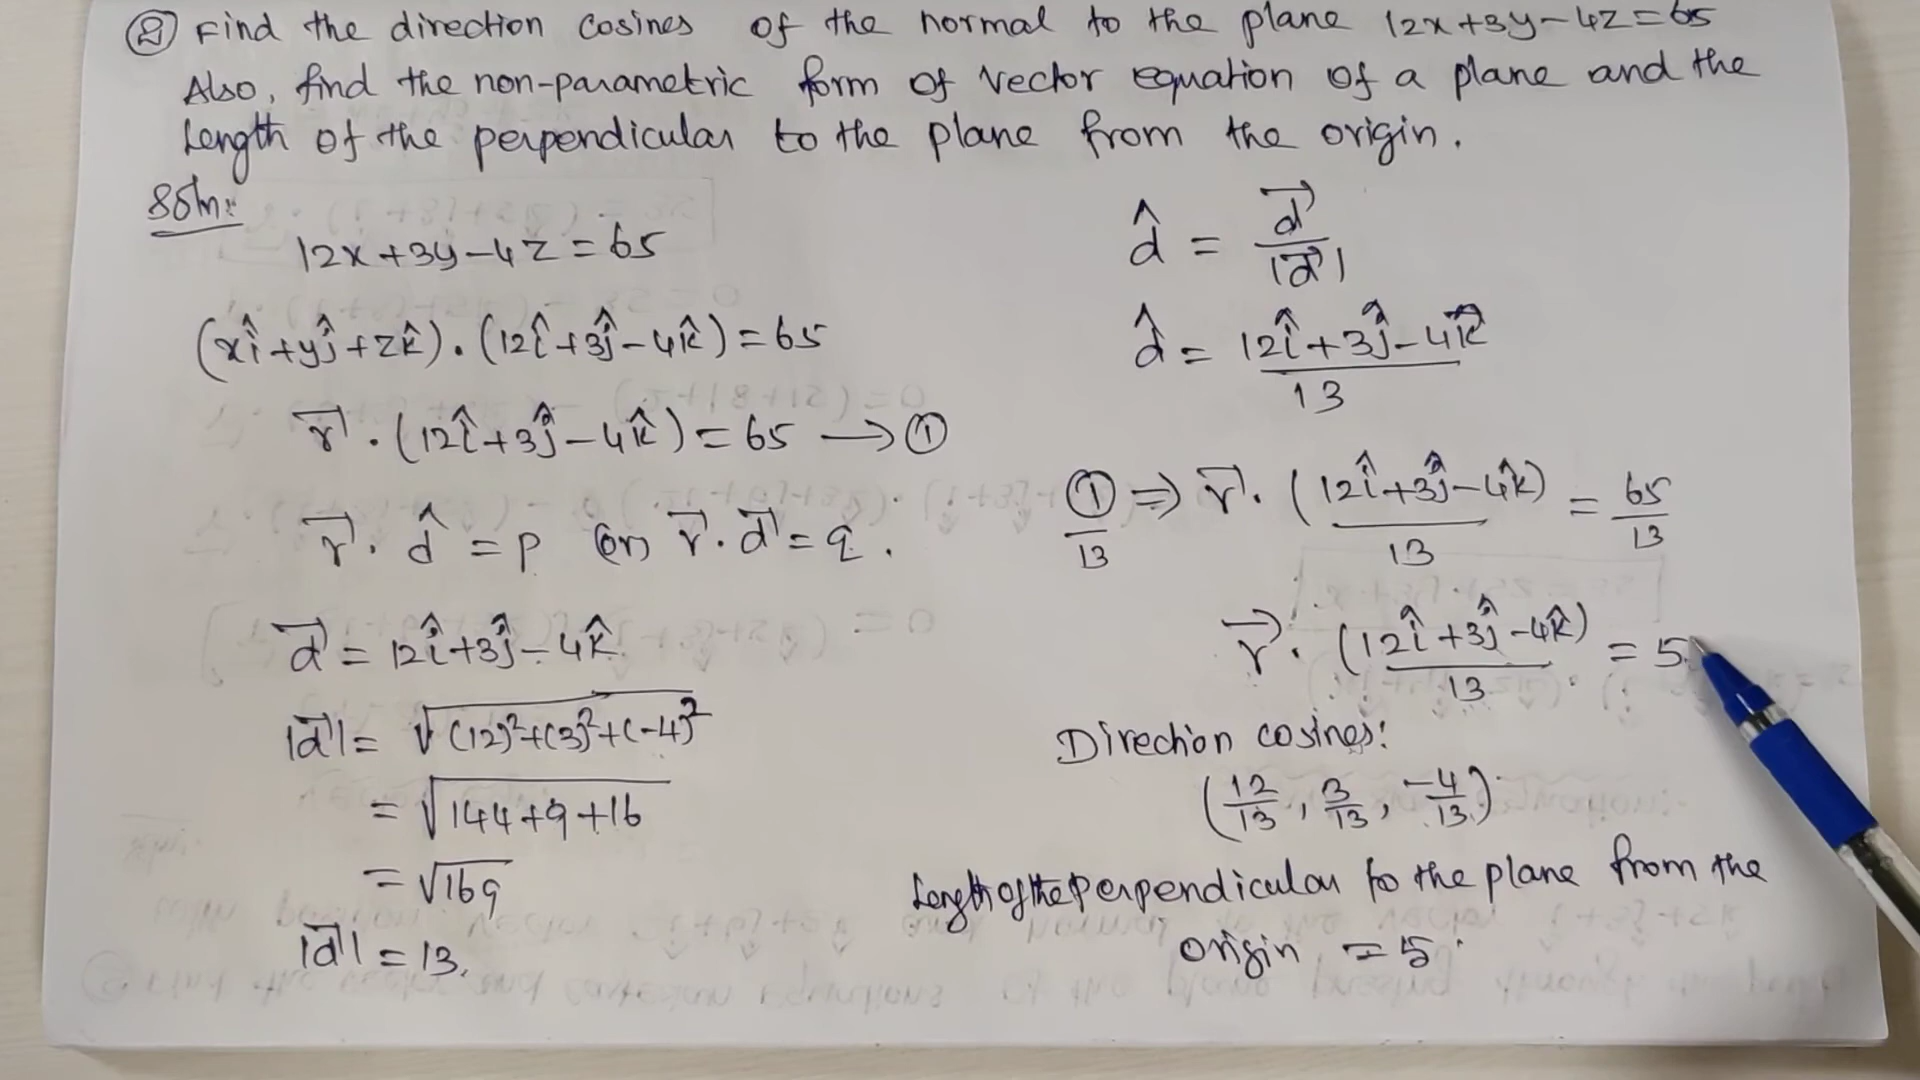 ② Find the direction cosines of the normal to the plane 12x+3y-4z=65
Also, find the non-parametric form of vector equation of a plane and the
length of the perpendicular to the plane from the origin.
Soln:
12x+3y-4z=65
(xî+yĵ+zk̂).(12î+3ĵ-4k̂)=65
r⃗.(12î+3ĵ-4k̂)=65 → ①
r⃗.d̂=p (or) r⃗.d⃗=q.
d⃗=12î+3ĵ-4k̂
|d⃗|=√((12)²+(3)²+(-4)²)
=√(144+9+16)
=√169
|d⃗|=13.
d̂ = d⃗/|d⃗|
d̂ = (12î+3ĵ-4k̂)/13
①/13 ⇒ r⃗.(12î+3ĵ-4k̂)/13 = 65/13
r⃗.(12î+3ĵ-4k̂)/13 = 5.
Direction cosines:
(12/13, 3/13, -4/13)
Length of the perpendicular to the plane from the
origin = 5.